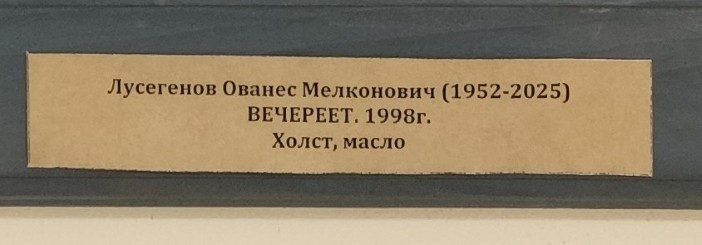 Лусегенов Ованес Мелконович (1952-2025)
ВЕЧЕРЕЕТ. 1998г.
Холст, масло